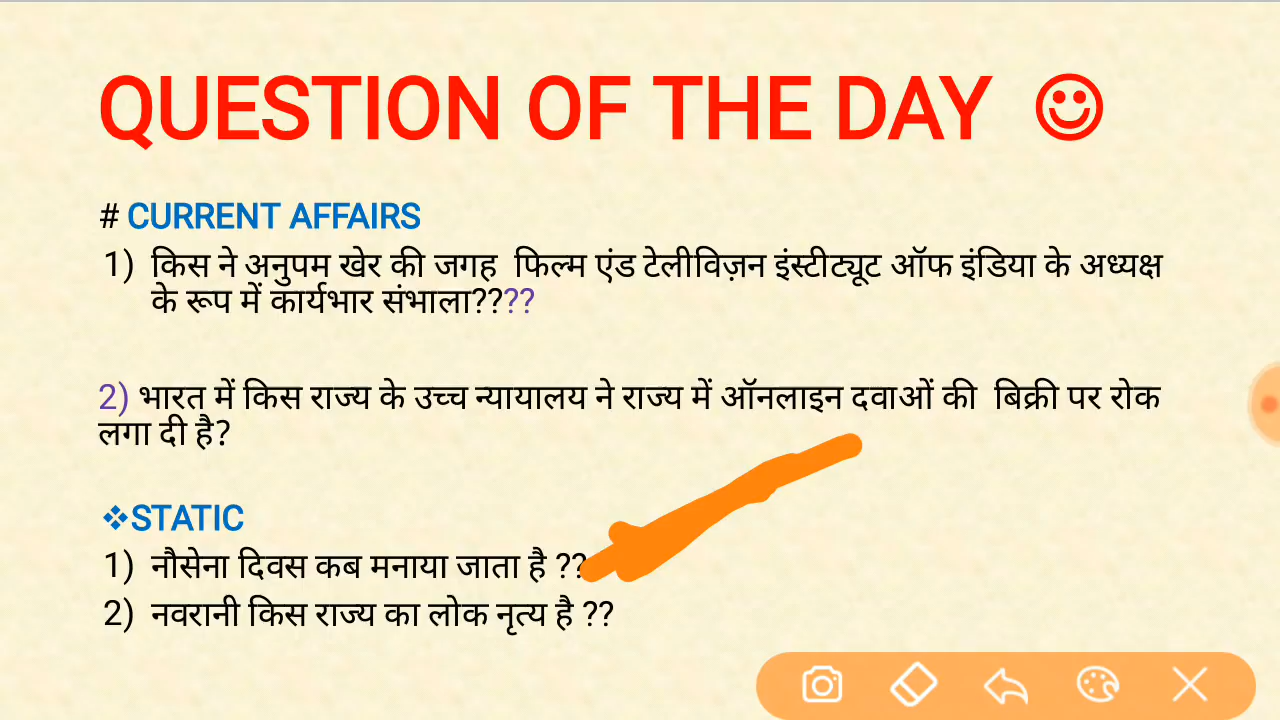 QUESTION OF THE DAY ☺
# CURRENT AFFAIRS
1) किस ने अनुपम खेर की जगह फिल्म एंड टेलीविज़न इंस्टीट्यूट ऑफ इंडिया के अध्यक्ष
के रूप में कार्यभार संभाला????
2) भारत में किस राज्य के उच्च न्यायालय ने राज्य में ऑनलाइन दवाओं की बिक्री पर रोक
लगा दी है?
❖STATIC
1) नौसेना दिवस कब मनाया जाता है ??
2) नवरानी किस राज्य का लोक नृत्य है ??